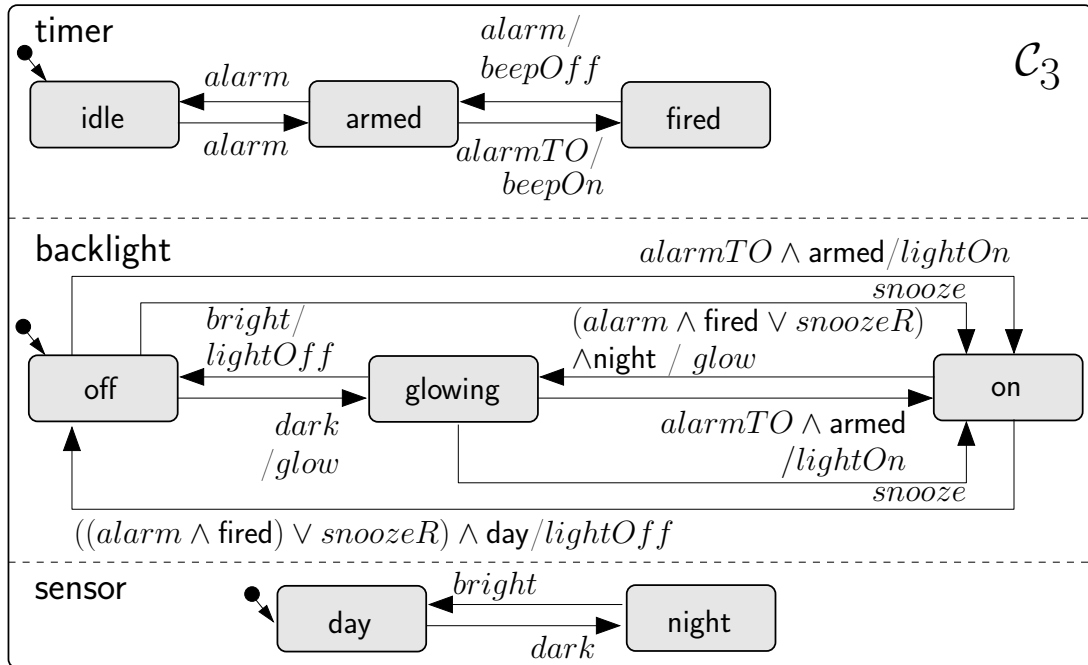 timer
alarm/
beepOff
C3
alarm
idle
armed
fired
alarm
alarmTO/
beepOn
backlight
alarmTO ∧ armed/lightOn
snooze
bright/
lightOff
(alarm ∧ fired ∨ snoozeR)
∧night / glow
off
glowing
on
dark
/glow
alarmTO ∧ armed
/lightOn
snooze
((alarm ∧ fired) ∨ snoozeR) ∧ day/lightOff
sensor
bright
day
night
dark